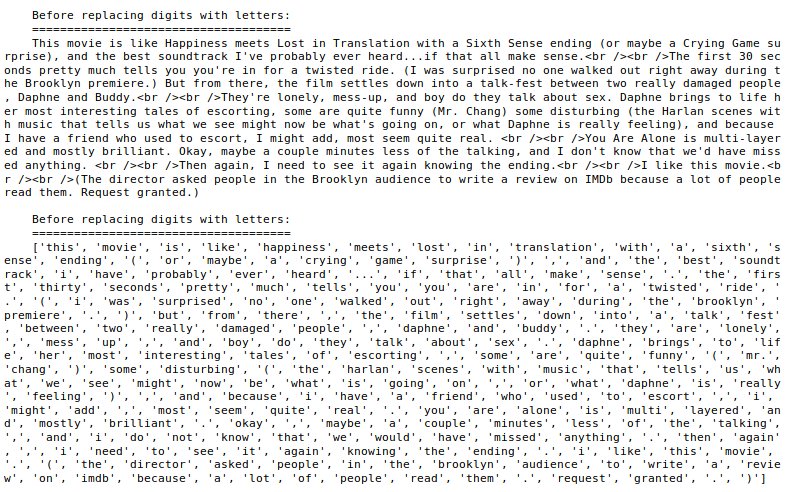 Before replacing digits with letters:
=====================================
This movie is like Happiness meets Lost in Translation with a Sixth Sense ending (or maybe a Crying Game su
rprise), and the best soundtrack I've probably ever heard...if that all make sense.<br /><br />The first 30 sec
onds pretty much tells you you're in for a twisted ride. (I was surprised no one walked out right away during t
he Brooklyn premiere.) But from there, the film settles down into a talk-fest between two really damaged people
, Daphne and Buddy.<br /><br />They're lonely, mess-up, and boy do they talk about sex. Daphne brings to life h
er most interesting tales of escorting, some are quite funny (Mr. Chang) some disturbing (the Harlan scenes wit
h music that tells us what we see might now be what's going on, or what Daphne is really feeling), and because
I have a friend who used to escort, I might add, most seem quite real. <br /><br />You Are Alone is multi-layer
ed and mostly brilliant. Okay, maybe a couple minutes less of the talking, and I don't know that we'd have miss
ed anything. <br /><br />Then again, I need to see it again knowing the ending.<br /><br />I like this movie.<b
r /><br />(The director asked people in the Brooklyn audience to write a review on IMDb because a lot of people
read them. Request granted.)
Before replacing digits with letters:
=====================================
['this', 'movie', 'is', 'like', 'happiness', 'meets', 'lost', 'in', 'translation', 'with', 'a', 'sixth', 's
ense', 'ending', '(', 'or', 'maybe', 'a', 'crying', 'game', 'surprise', ')', ',', 'and', 'the', 'best', 'soundt
rack', 'i', 'have', 'probably', 'ever', 'heard', '...', 'if', 'that', 'all', 'make', 'sense', '.', 'the', 'firs
t', 'thirty', 'seconds', 'pretty', 'much', 'tells', 'you', 'you', 'are', 'in', 'for', 'a', 'twisted', 'ride', '
.', '(', 'i', 'was', 'surprised', 'no', 'one', 'walked', 'out', 'right', 'away', 'during', 'the', 'brooklyn', '
premiere', '.', ')', 'but', 'from', 'there', ',', 'the', 'film', 'settles', 'down', 'into', 'a', 'talk', 'fest'
, 'between', 'two', 'really', 'damaged', 'people', ',', 'daphne', 'and', 'buddy', '.', 'they', 'are', 'lonely',
',', 'mess', 'up', ',', 'and', 'boy', 'do', 'they', 'talk', 'about', 'sex', '.', 'daphne', 'brings', 'to', 'lif
e', 'her', 'most', 'interesting', 'tales', 'of', 'escorting', ',', 'some', 'are', 'quite', 'funny', '(', 'mr.',
'chang', ')', 'some', 'disturbing', '(', 'the', 'harlan', 'scenes', 'with', 'music', 'that', 'tells', 'us', 'wh
at', 'we', 'see', 'might', 'now', 'be', 'what', 'is', 'going', 'on', ',', 'or', 'what', 'daphne', 'is', 'really
', 'feeling', ')', ',', 'and', 'because', 'i', 'have', 'a', 'friend', 'who', 'used', 'to', 'escort', ',', 'i',
'might', 'add', ',', 'most', 'seem', 'quite', 'real', '.', 'you', 'are', 'alone', 'is', 'multi', 'layered', 'an
d', 'mostly', 'brilliant', '.', 'okay', ',', 'maybe', 'a', 'couple', 'minutes', 'less', 'of', 'the', 'talking',
',', 'and', 'i', 'do', 'not', 'know', 'that', 'we', 'would', 'have', 'missed', 'anything', '.', 'then', 'again'
, ',', 'i', 'need', 'to', 'see', 'it', 'again', 'knowing', 'the', 'ending', '.', 'i', 'like', 'this', 'movie',
'.', '(', 'the', 'director', 'asked', 'people', 'in', 'the', 'brooklyn', 'audience', 'to', 'write', 'a', 'revie
w', 'on', 'imdb', 'because', 'a', 'lot', 'of', 'people', 'read', 'them', '.', 'request', 'granted', '.', ')']